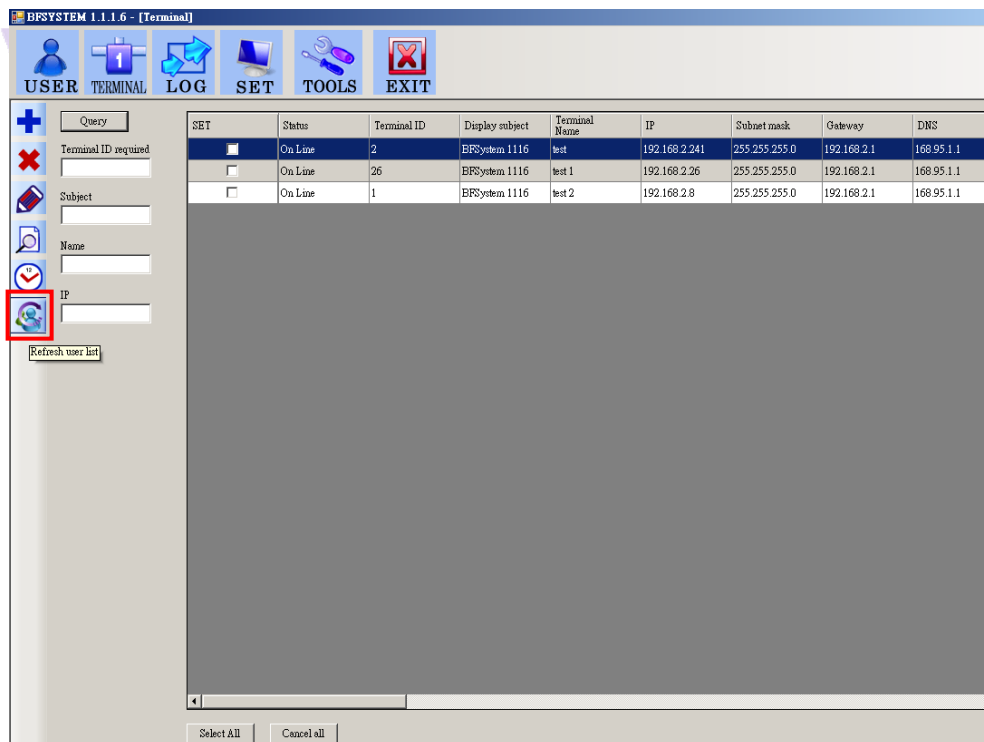 BFSYSTEM 1.1.1.6 - [Terminal]
USER TERMINAL LOG SET TOOLS EXIT
1
Query
Terminal ID required
Subject
Name
12
IP
Refresh user list
SET Status Terminal ID Display subject Terminal Name IP Subnet mask Gateway DNS
On Line 2 BFSystem 1116 test 192.168.2.241 255.255.255.0 192.168.2.1 168.95.1.1
On Line 26 BFSystem 1116 test 1 192.168.2.26 255.255.255.0 192.168.2.1 168.95.1.1
On Line 1 BFSystem 1116 test 2 192.168.2.8 255.255.255.0 192.168.2.1 168.95.1.1
Select All Cancel all